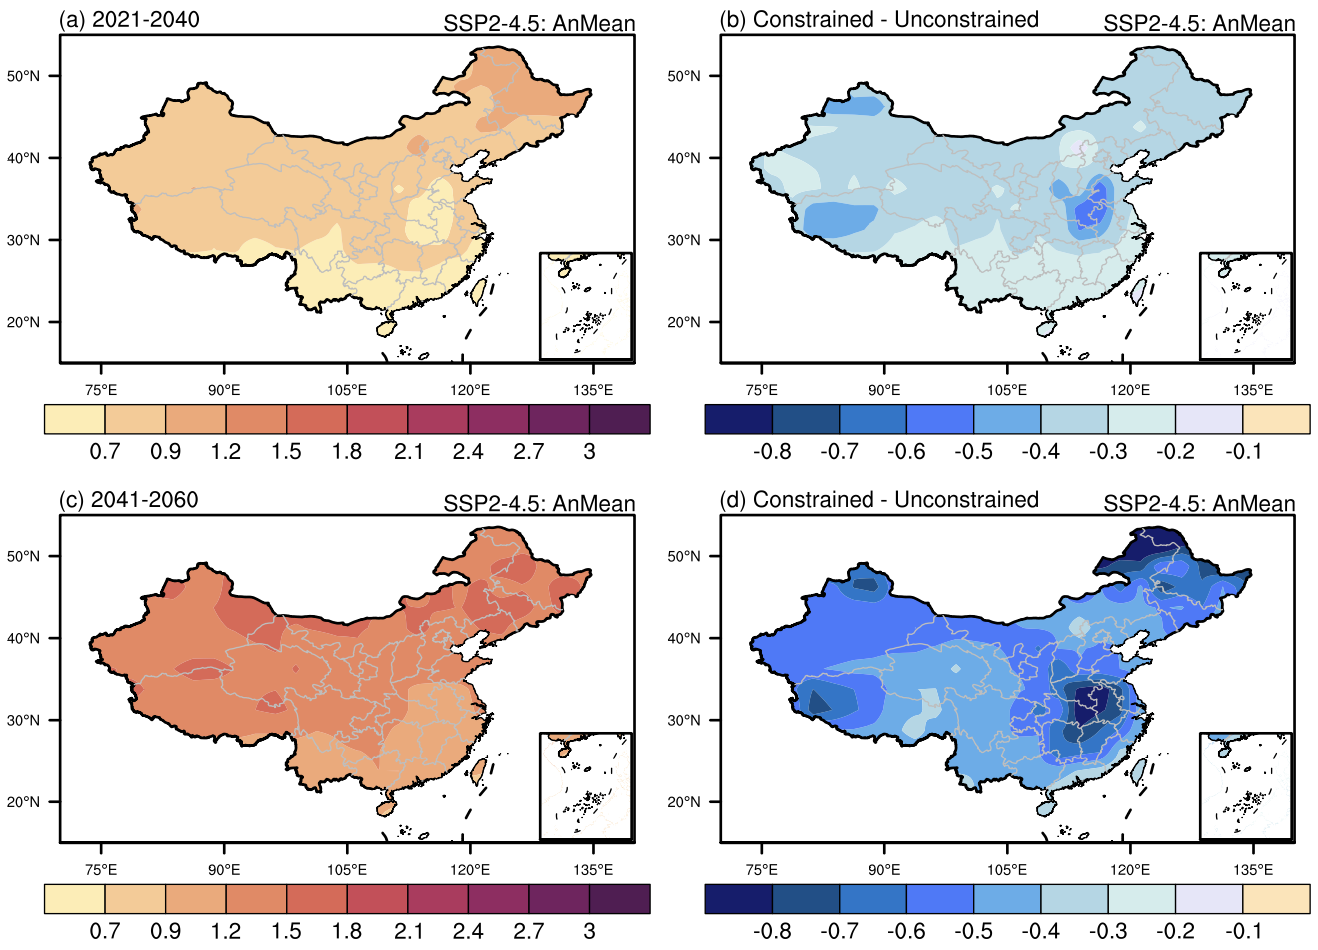 (a) 2021-2040
SSP2-4.5: AnMean
50°N
40°N
30°N
20°N
75°E 90°E 105°E 120°E 135°E
0.7 0.9 1.2 1.5 1.8 2.1 2.4 2.7 3
(b) Constrained - Unconstrained
SSP2-4.5: AnMean
50°N
40°N
30°N
20°N
75°E 90°E 105°E 120°E 135°E
-0.8 -0.7 -0.6 -0.5 -0.4 -0.3 -0.2 -0.1
(c) 2041-2060
SSP2-4.5: AnMean
50°N
40°N
30°N
20°N
75°E 90°E 105°E 120°E 135°E
0.7 0.9 1.2 1.5 1.8 2.1 2.4 2.7 3
(d) Constrained - Unconstrained
SSP2-4.5: AnMean
50°N
40°N
30°N
20°N
75°E 90°E 105°E 120°E 135°E
-0.8 -0.7 -0.6 -0.5 -0.4 -0.3 -0.2 -0.1